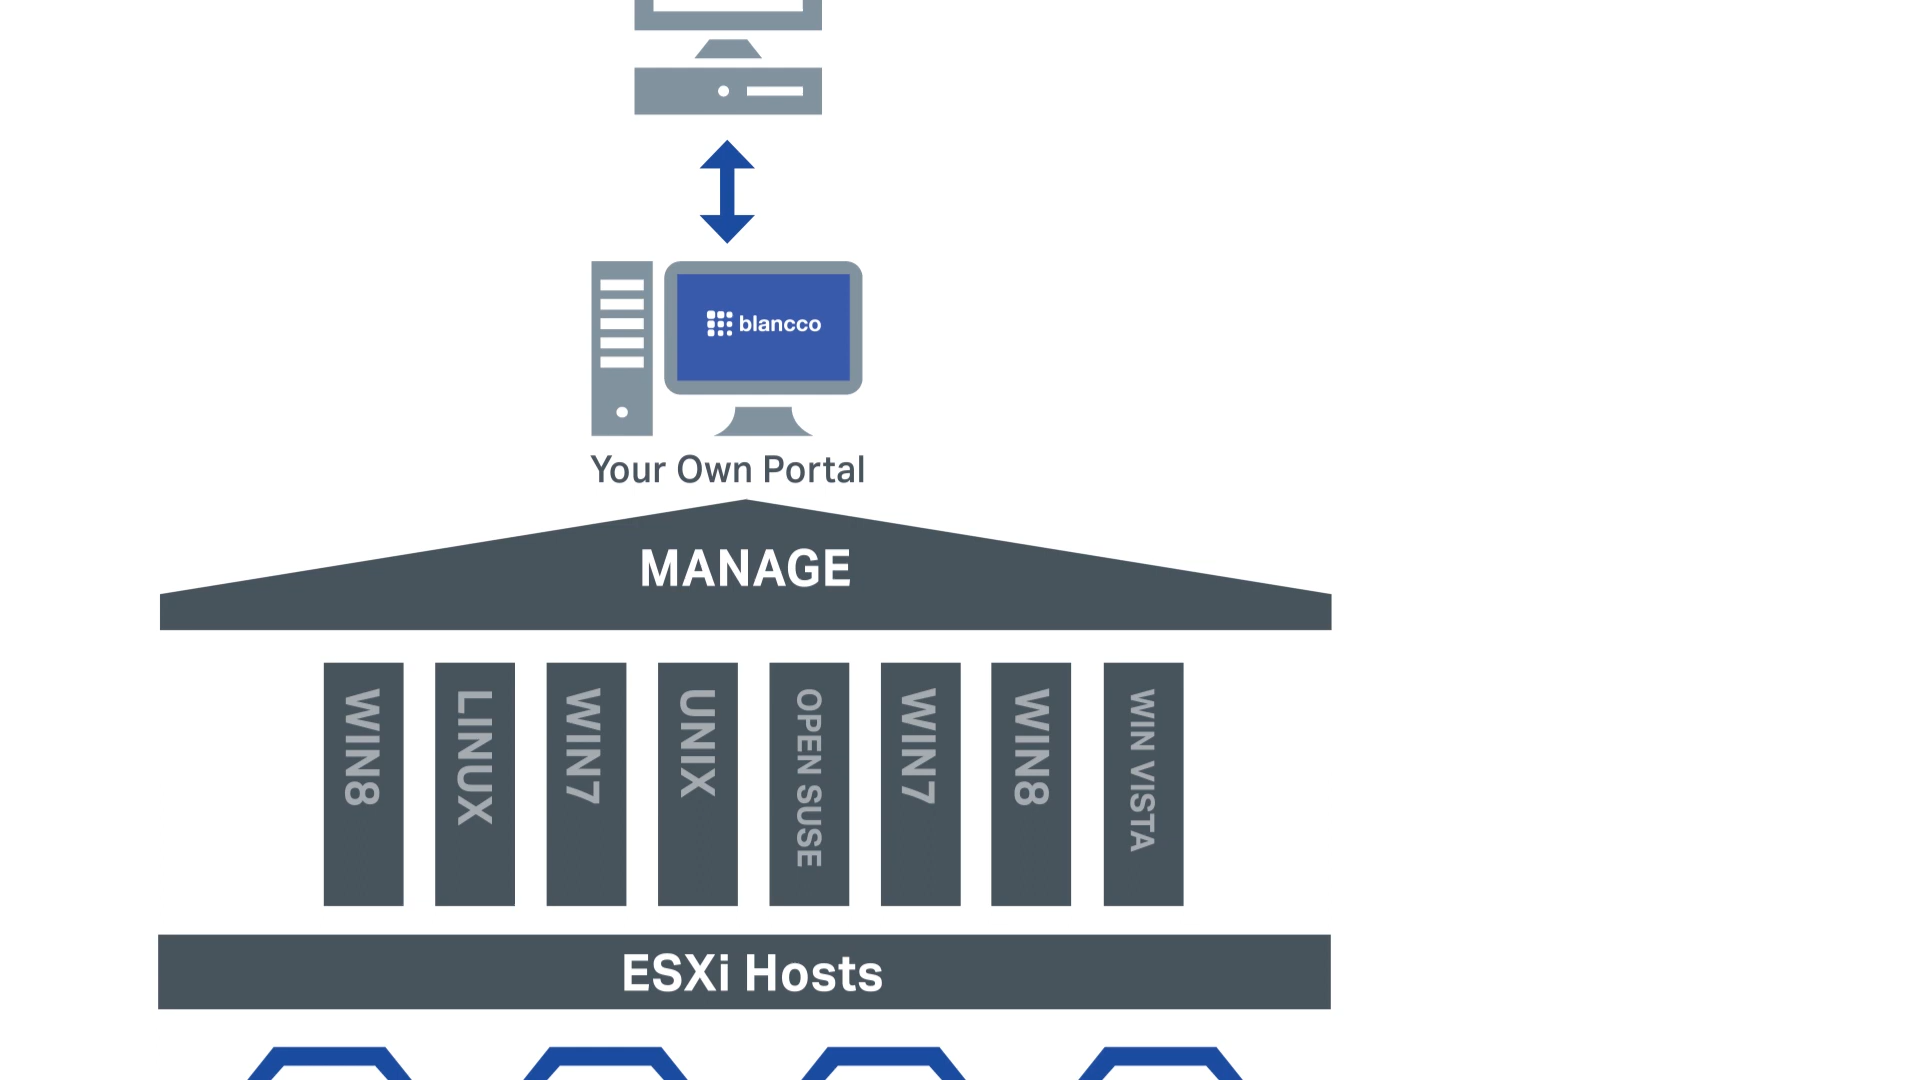 blancco
Your Own Portal
MANAGE
WIN8
LINUX
WIN7
UNIX
OPEN SUSE
WIN7
WIN8
WIN VISTA
ESXi Hosts